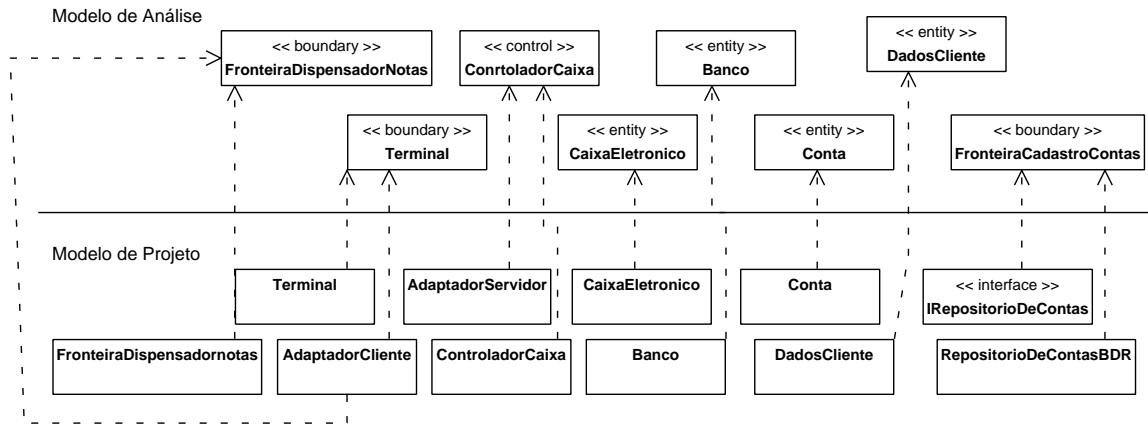 Modelo de Análise
<< boundary >>
FronteiraDispensadorNotas
<< control >>
ConrtoladorCaixa
<< entity >>
Banco
<< entity >>
DadosCliente
<< boundary >>
Terminal
<< entity >>
CaixaEletronico
<< entity >>
Conta
<< boundary >>
FronteiraCadastroContas
Modelo de Projeto
Terminal
AdaptadorServidor
CaixaEletronico
Conta
<< interface >>
IRepositorioDeContas
FronteiraDispensadornotas
AdaptadorCliente
ControladorCaixa
Banco
DadosCliente
RepositorioDeContasBDR